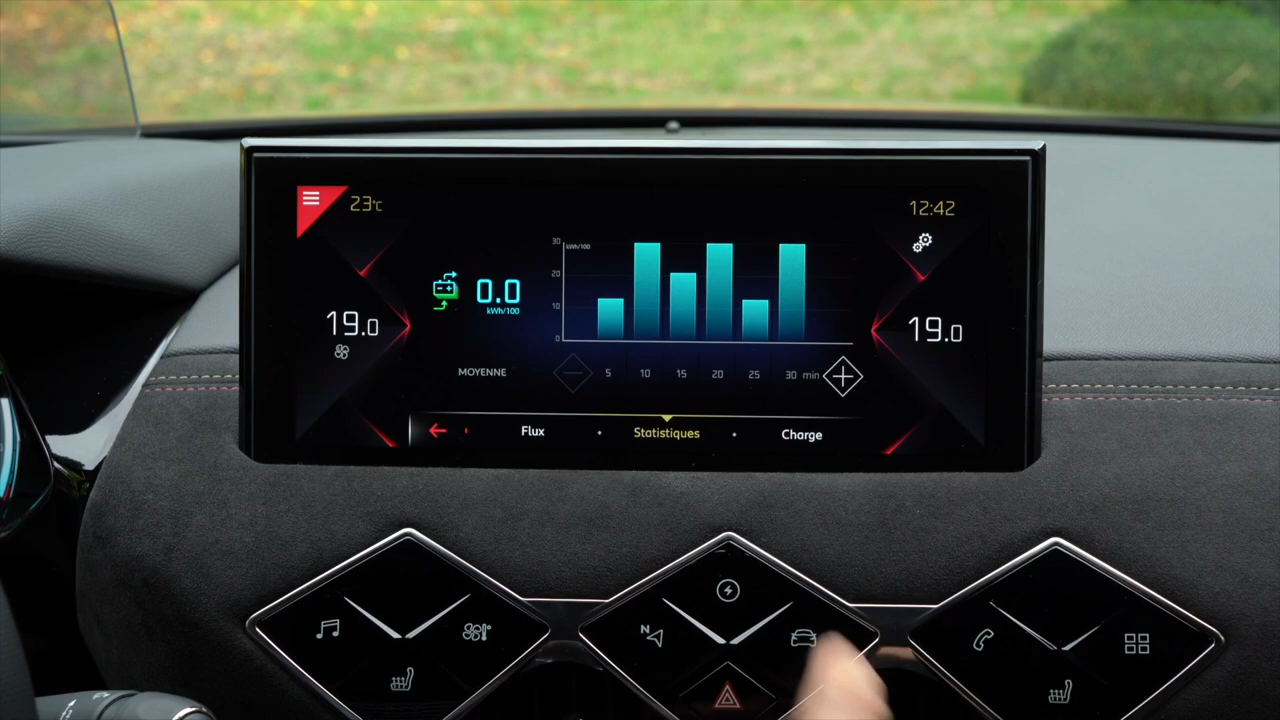 23°C
12:42
30 kWh/100
20
10
0
0.0
kWh/100
19.0
19.0
MOYENNE
5 10 15 20 25 30 min
Flux • Statistiques • Charge
N